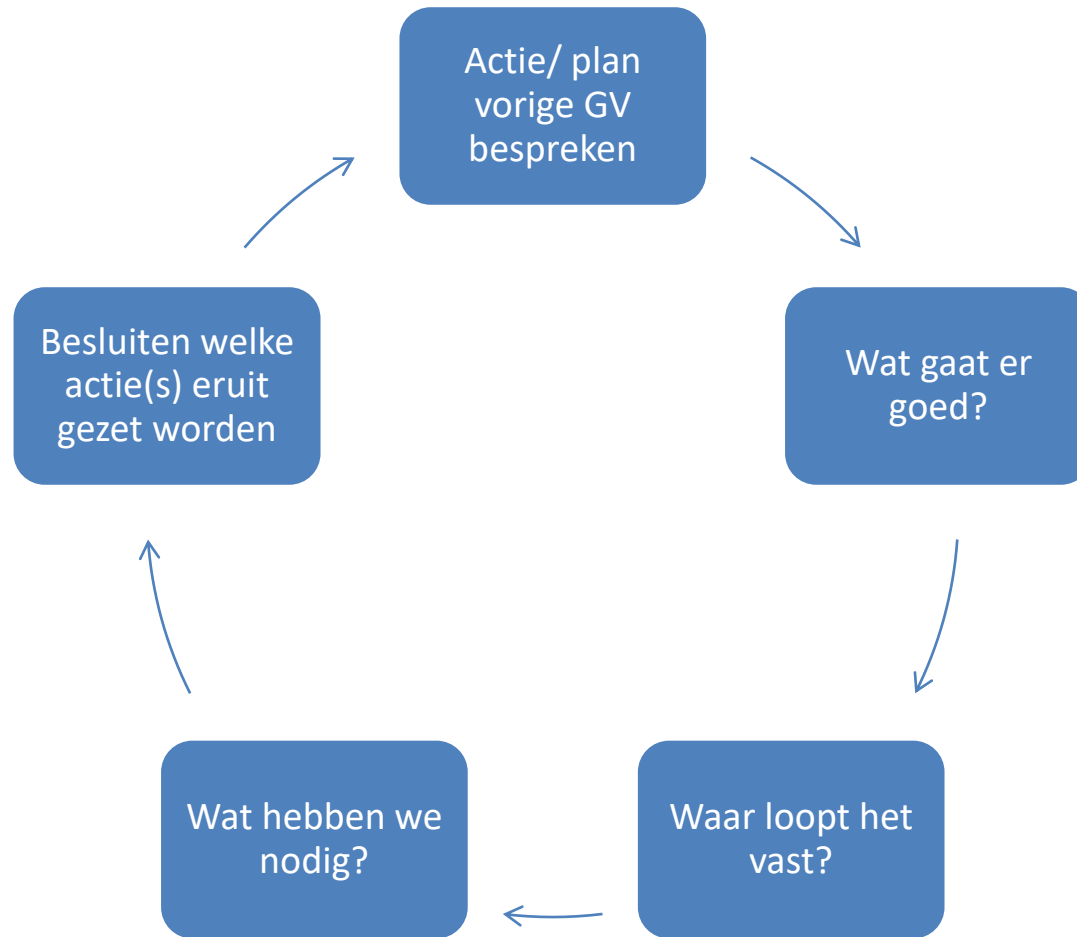 Actie/ plan
vorige GV
bespreken
Wat gaat er
goed?
Waar loopt het
vast?
Wat hebben we
nodig?
Besluiten welke
actie(s) eruit
gezet worden